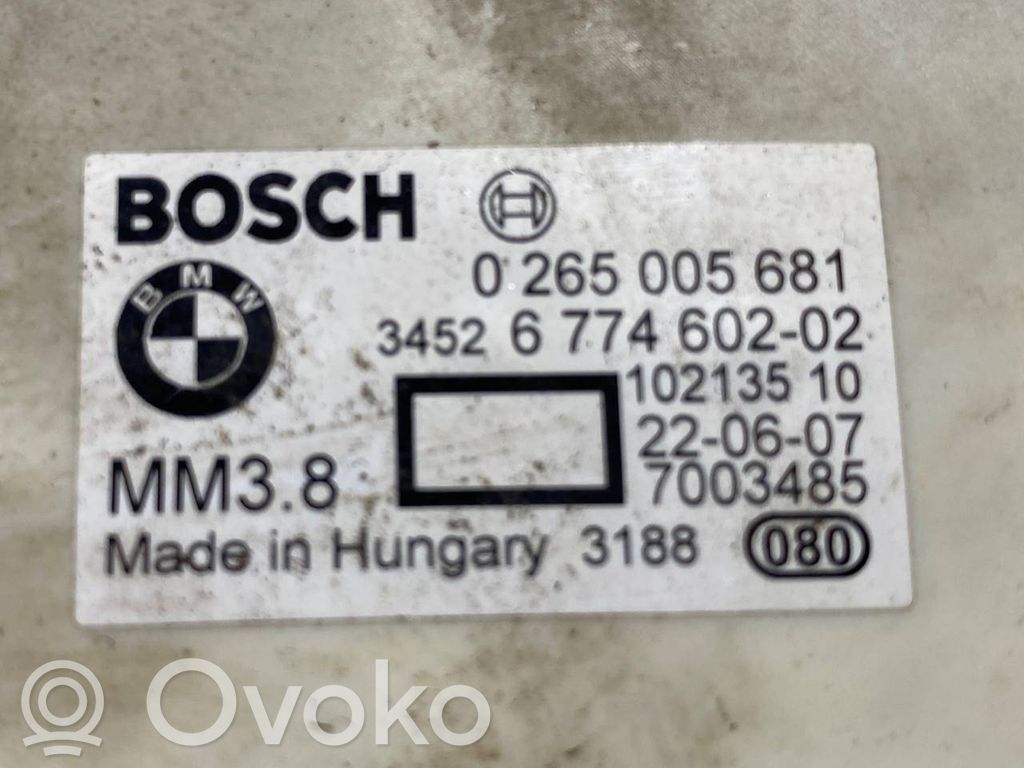 BOSCH
0 265 005 681
BMW
3452 6 774 602-02
102135 10
22-06-07
MM3.8
7003485
Made in Hungary 3188 080
Ovoko